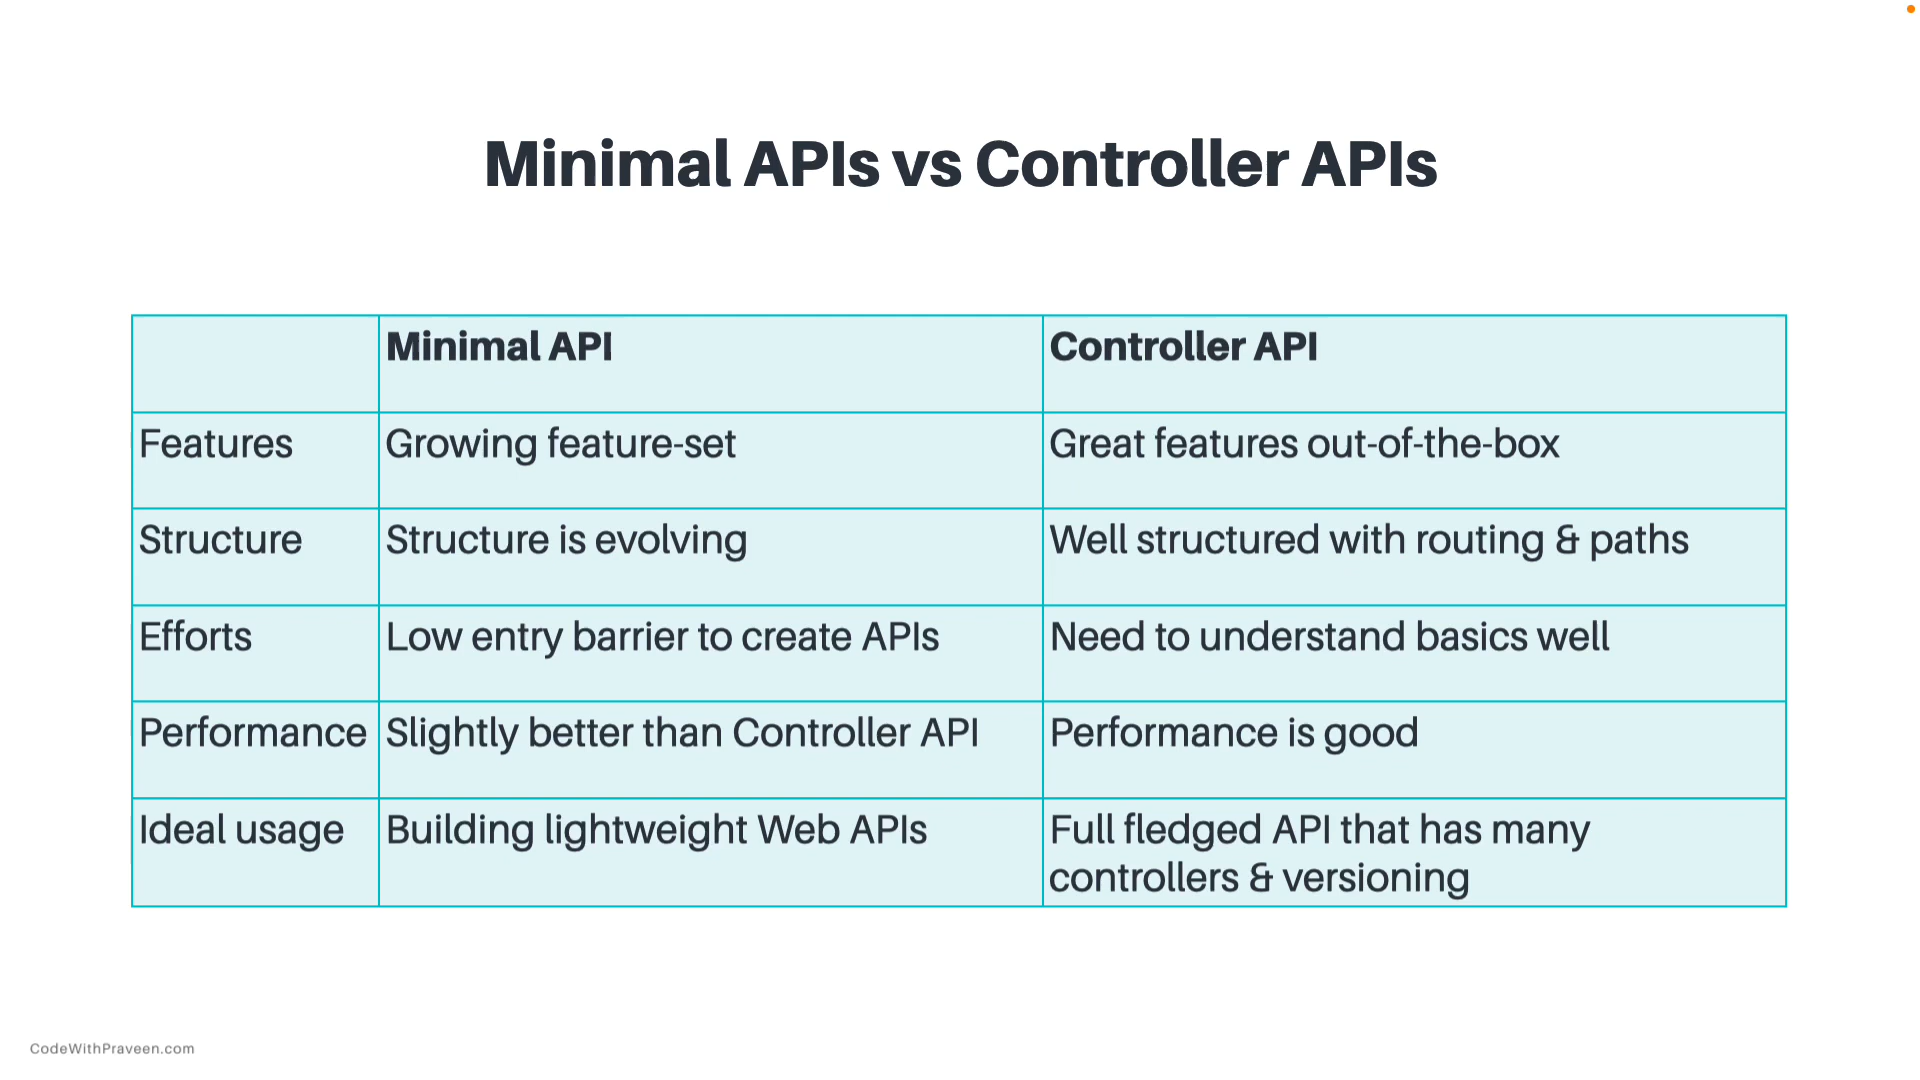 Minimal APIs vs Controller APIs
Minimal API
Controller API
Features
Growing feature-set
Great features out-of-the-box
Structure
Structure is evolving
Well structured with routing & paths
Efforts
Low entry barrier to create APIs
Need to understand basics well
Performance
Slightly better than Controller API
Performance is good
Ideal usage
Building lightweight Web APIs
Full fledged API that has many
controllers & versioning
CodeWithPraveen.com